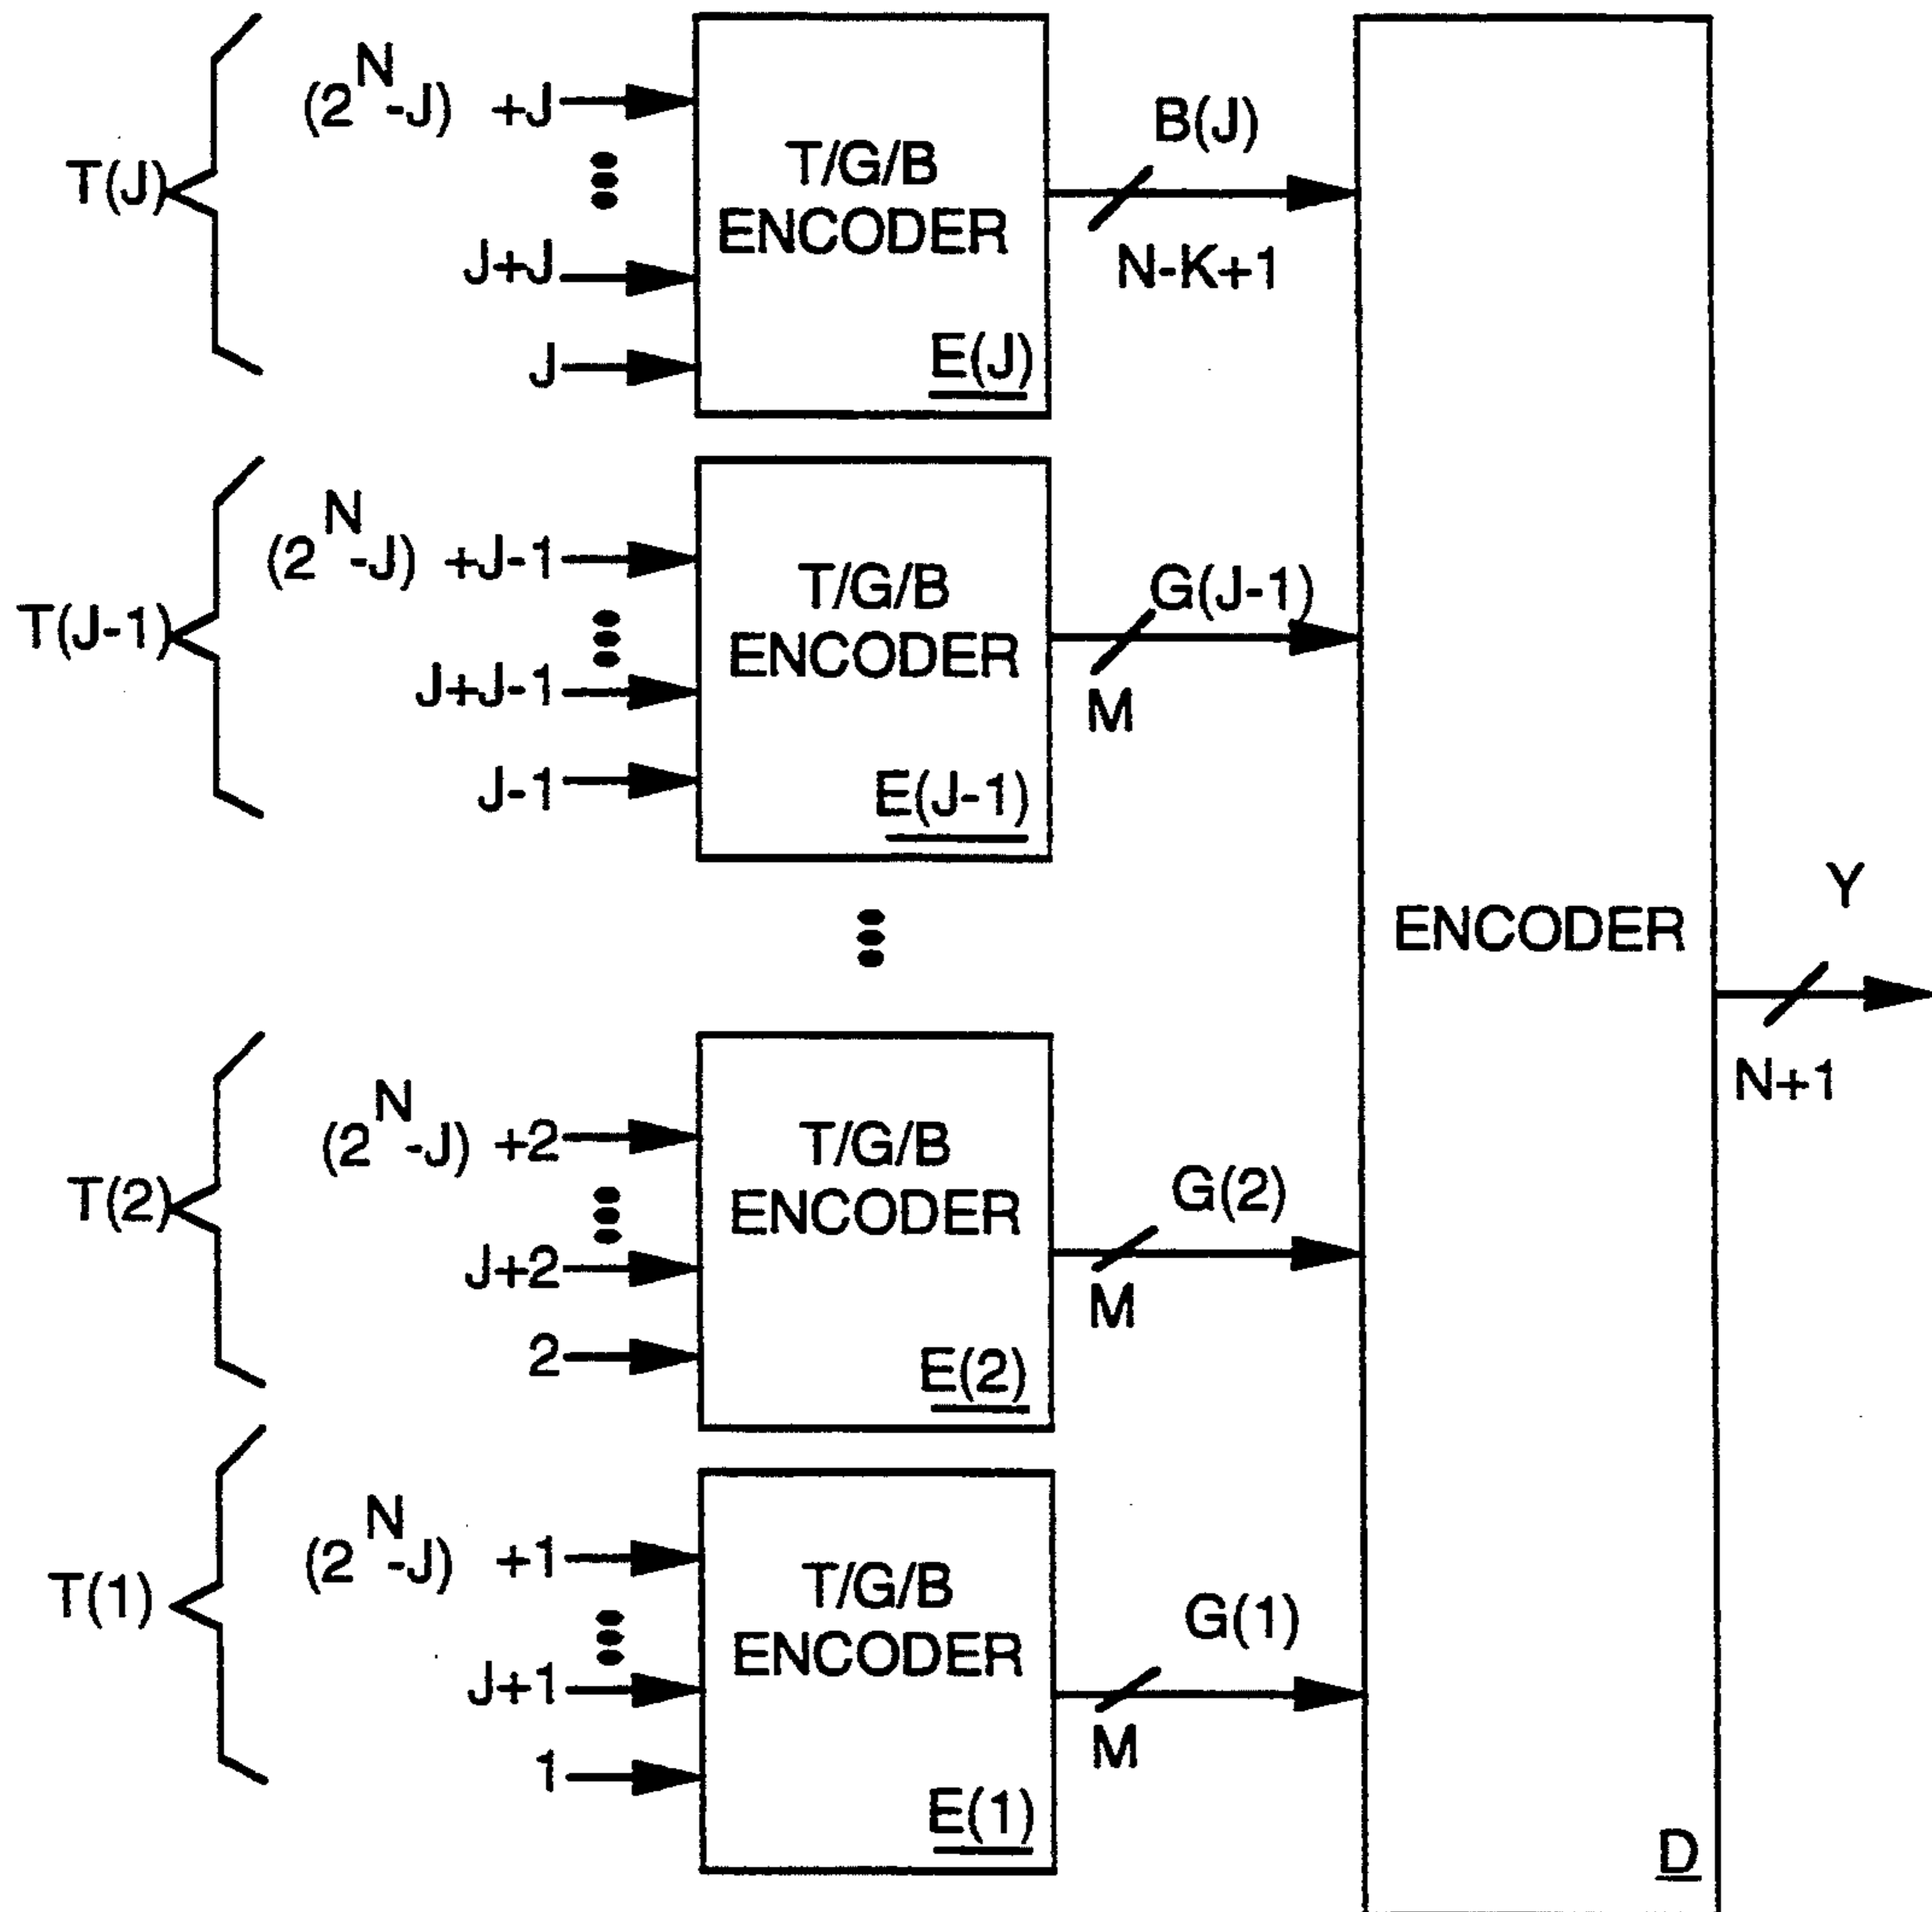 T(J)
(2^N-J) +J
J+J
J
T/G/B
ENCODER
E(J)
B(J)
N-K+1
T(J-1)
(2^N-J) +J-1
J+J-1
J-1
T/G/B
ENCODER
E(J-1)
G(J-1)
M
ENCODER
Y
N+1
T(2)
(2^N-J) +2
J+2
2
T/G/B
ENCODER
E(2)
G(2)
M
T(1)
(2^N-J) +1
J+1
1
T/G/B
ENCODER
E(1)
G(1)
M
D